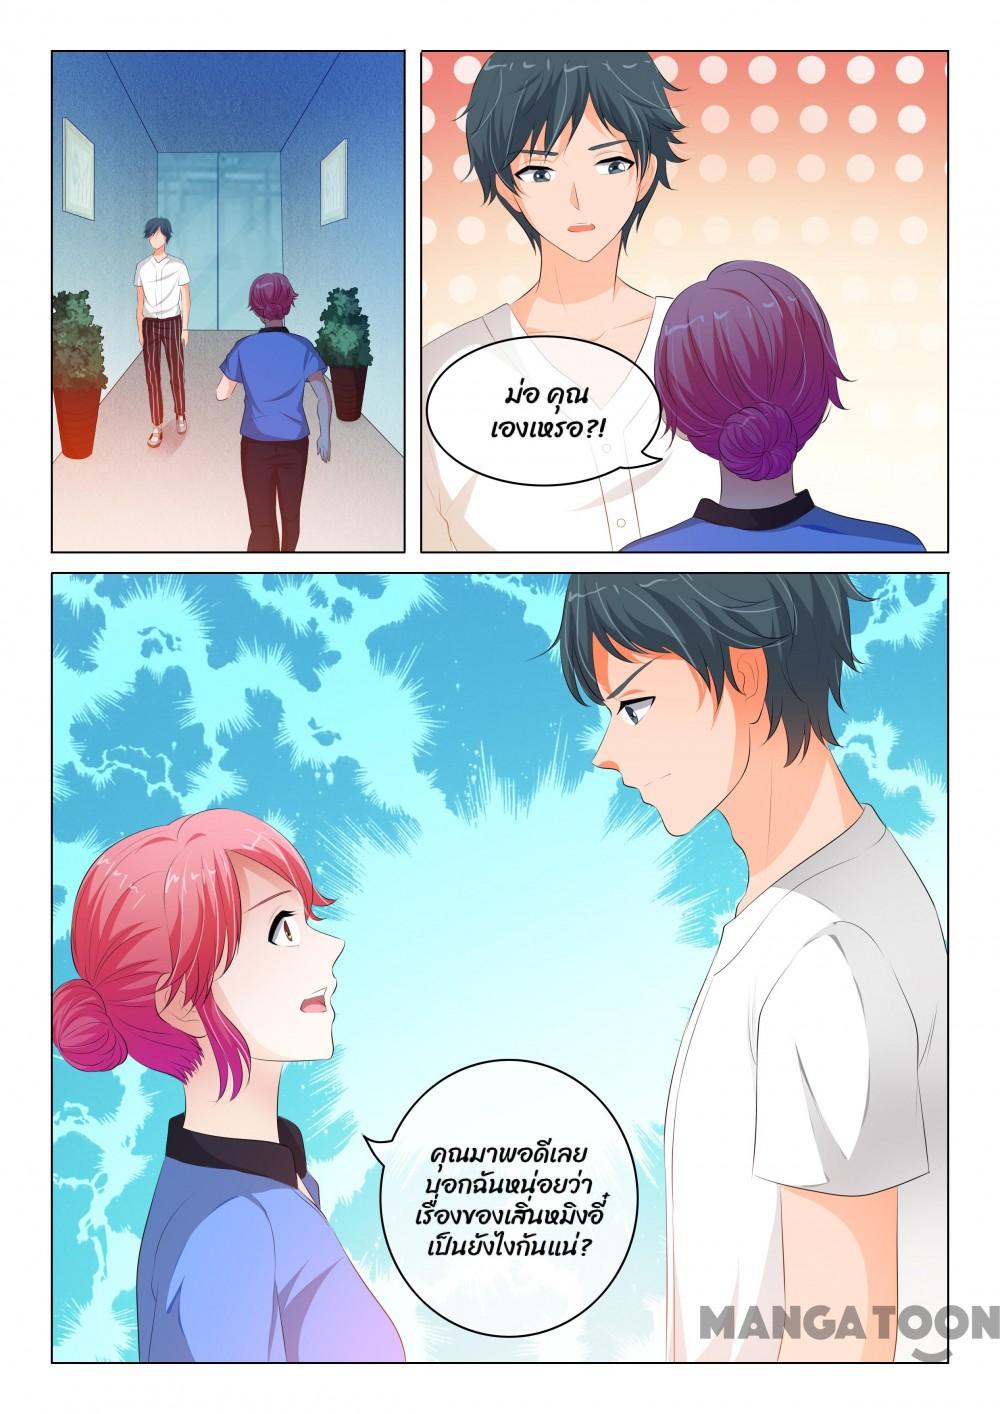 ม่อ คุณ
เองเหรอ?!
คุณมาพอดีเลย
บอกฉันหน่อยว่า
เรื่องของเสิ่นหมิงอี้
เป็นยังไงกันแน่?
MANGATOON